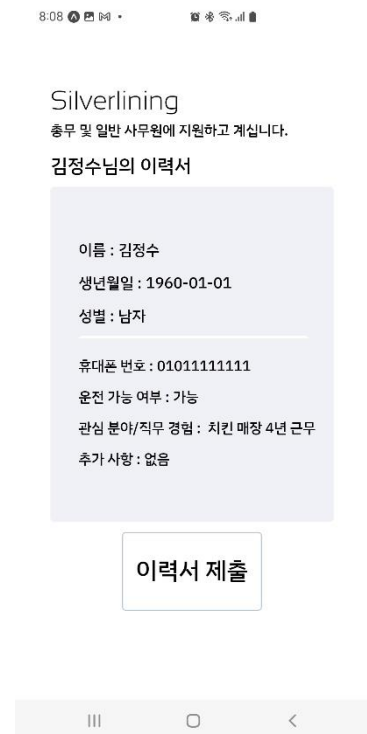 8:08
Silverlining
총무 및 일반 사무원에 지원하고 계십니다.
김정수님의 이력서
이름 : 김정수
생년월일 : 1960-01-01
성별 : 남자
휴대폰 번호 : 01011111111
운전 가능 여부 : 가능
관심 분야/직무 경험 : 치킨 매장 4년 근무
추가 사항 : 없음
이력서 제출